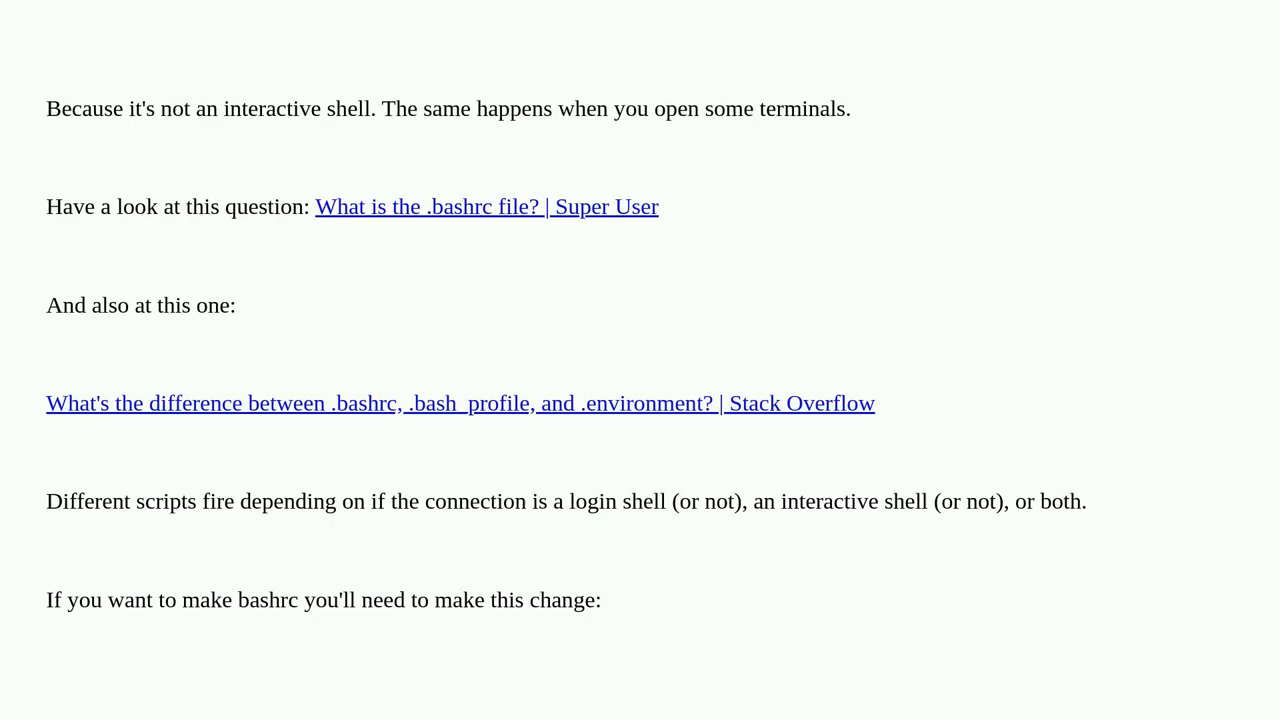 Because it's not an interactive shell. The same happens when you open some terminals.
Have a look at this question: What is the .bashrc file? | Super User
And also at this one:
What's the difference between .bashrc, .bash_profile, and .environment? | Stack Overflow
Different scripts fire depending on if the connection is a login shell (or not), an interactive shell (or not), or both.
If you want to make bashrc you'll need to make this change: